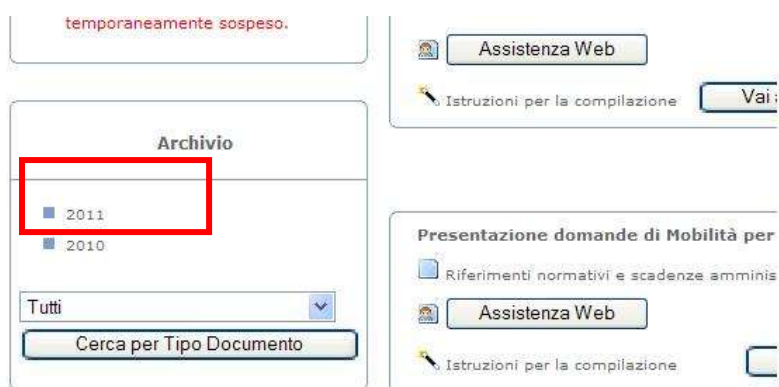 temporaneamente sospeso.
Archivio
2011
2010
Tutti
Cerca per Tipo Documento
Assistenza Web
Istruzioni per la compilazione
Vai
Presentazione domande di Mobilità per
Riferimenti normativi e scadenze amminis
Assistenza Web
Istruzioni per la compilazione